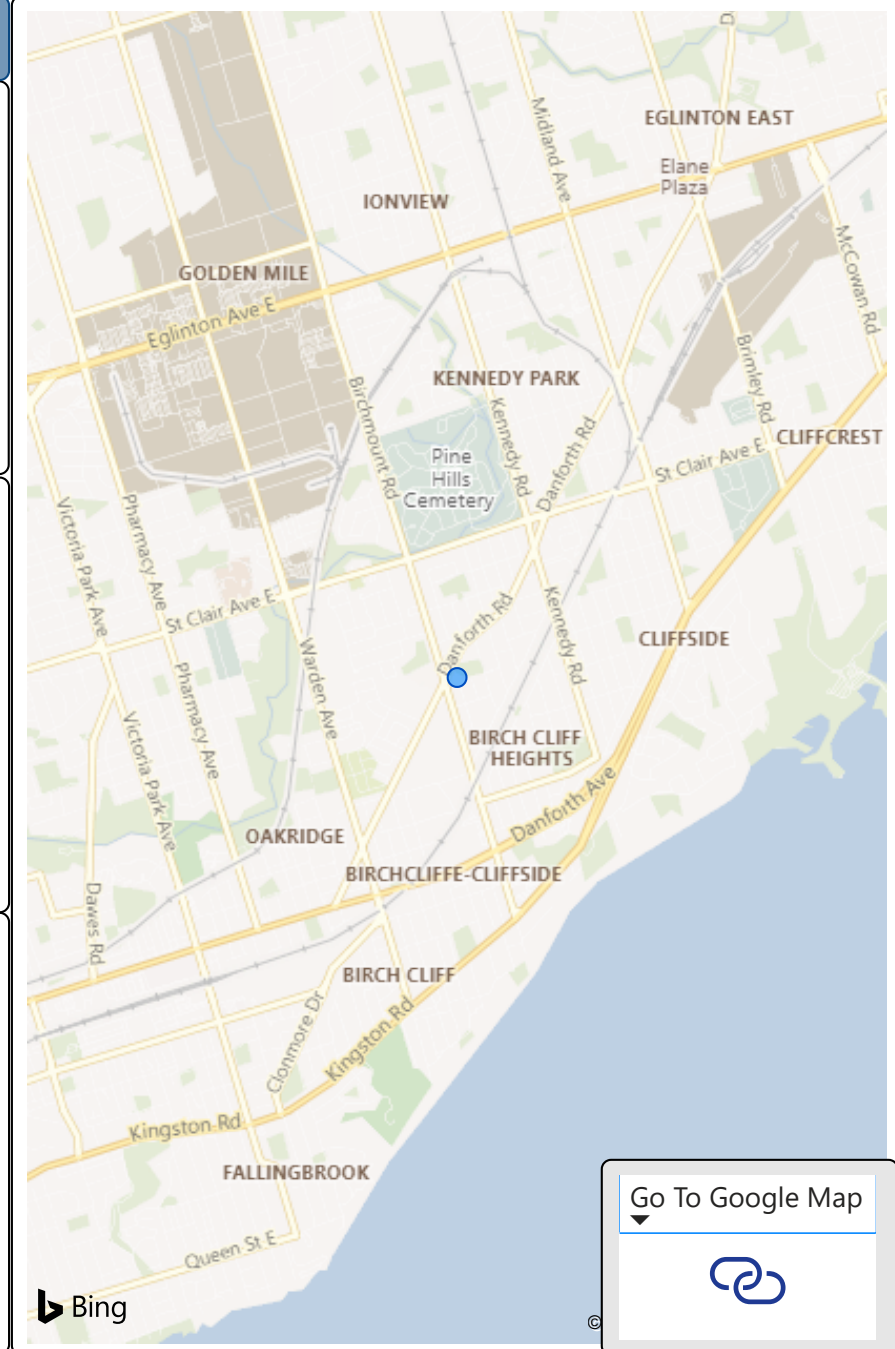 D
EGLINTON EAST
Midland Ave
Elane
Plaza
IONVIEW
McCowan Rd
GOLDEN MILE
Eglinton Ave E
Brimley Rd
KENNEDY PARK
Birchmount Rd
Kennedy Rd
Danforth Rd
CLIFFCREST
St Clair Ave E
Pine
Hills
Cemetery
Victoria Park Ave
Pharmacy Ave
St Clair Ave E
Danforth Rd
Kennedy Rd
CLIFFSIDE
Warden Ave
Pharmacy Ave
Victoria Park Ave
BIRCH CLIFF
HEIGHTS
Danforth Ave
OAKRIDGE
BIRCHCLIFFE-CLIFFSIDE
Dawes Rd
BIRCH CLIFF
Clonmore Dr
Kingston Rd
Kingston Rd
FALLINGBROOK
Queen St E
Go To Google Map
Bing
©